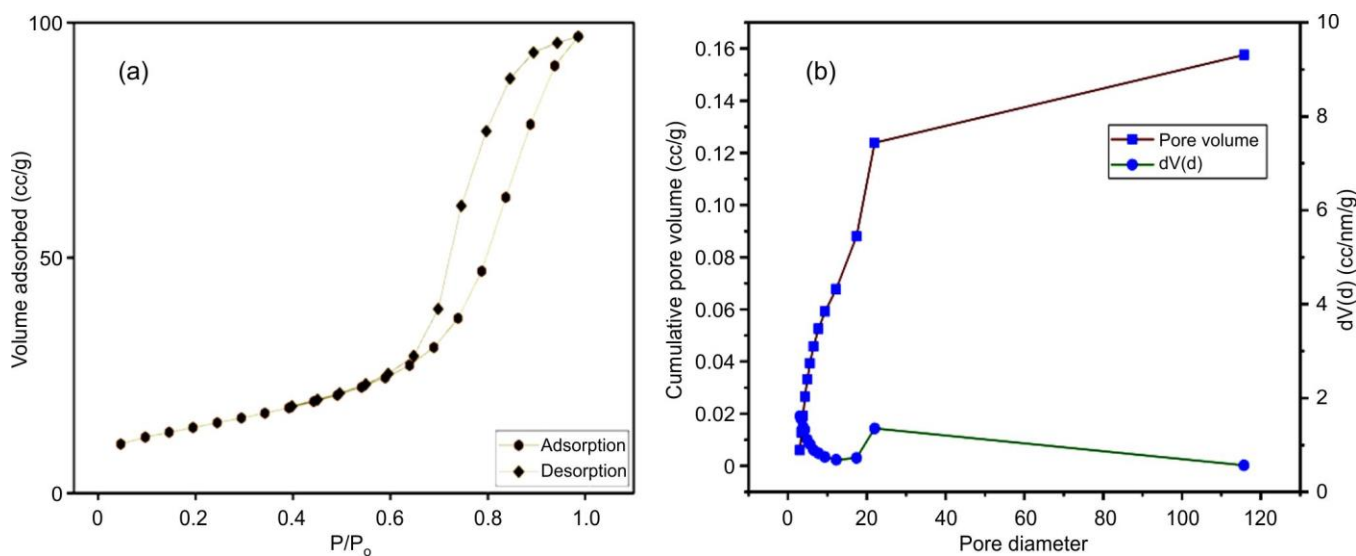 (a)
100
50
0
Volume adsorbed (cc/g)
Adsorption
Desorption
0 0.2 0.4 0.6 0.8 1.0
P/Po
(b)
0.16
0.14
0.12
0.10
0.08
0.06
0.04
0.02
0
Cumulative pore volume (cc/g)
Pore volume
dV(d)
10
8
6
4
2
0
dV(d) (cc/nm/g)
0 20 40 60 80 100 120
Pore diameter